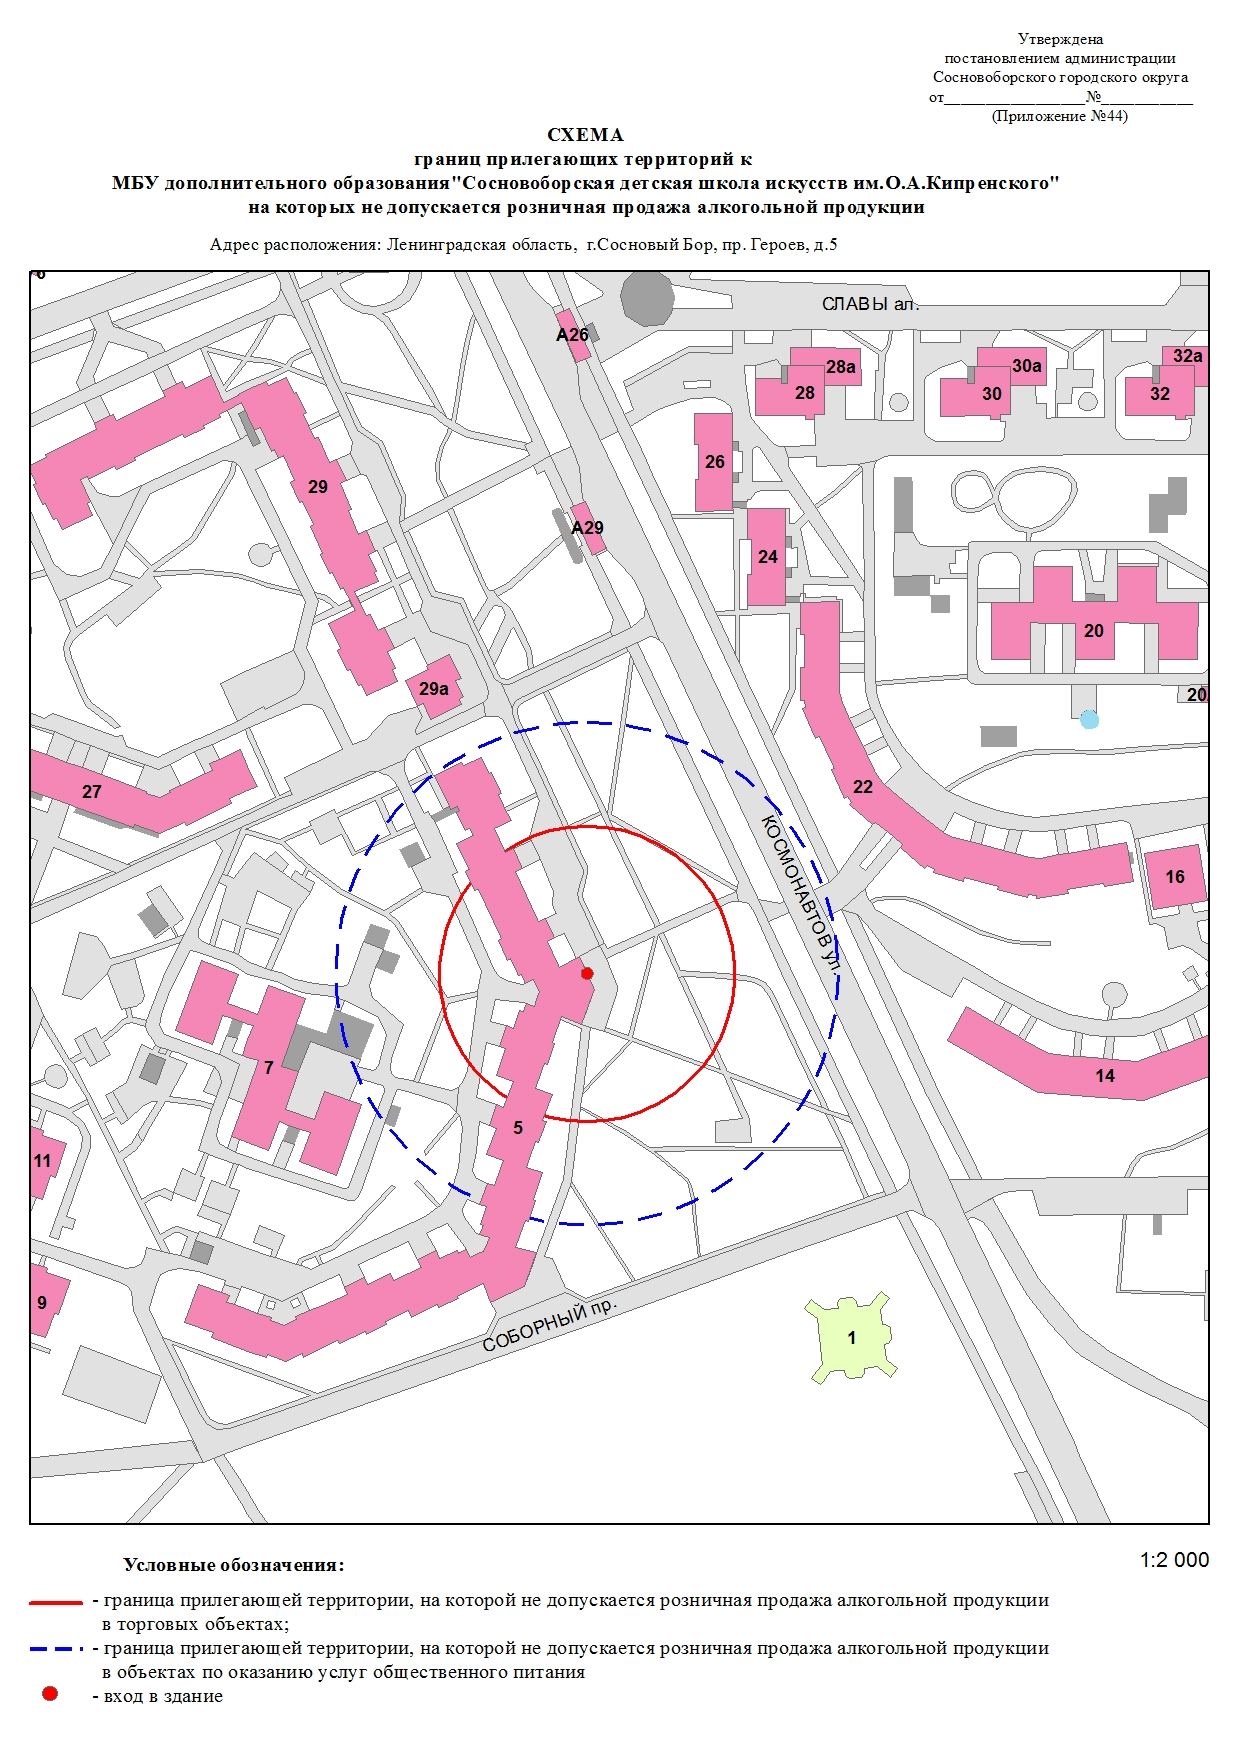 Утверждена
постановлением администрации
Сосновоборского городского округа
от_________________№___________
(Приложение №44)
СХЕМА
границ прилегающих территорий к
МБУ дополнительного образования"Сосновоборская детская школа искусств им.О.А.Кипренского"
на которых не допускается розничная продажа алкогольной продукции
Адрес расположения: Ленинградская область, г.Сосновый Бор, пр. Героев, д.5
СЛАВЫ ал.
А26
28а
30а
32а
28
30
32
26
29
А29
24
20
29а
20
27
22
КОСМОНАВТОВ ул.
16
7
14
5
11
9
СОБОРНЫЙ пр.
1
1:2 000
Условные обозначения:
- граница прилегающей территории, на которой не допускается розничная продажа алкогольной продукции
в торговых объектах;
- граница прилегающей территории, на которой не допускается розничная продажа алкогольной продукции
в объектах по оказанию услуг общественного питания
- вход в здание